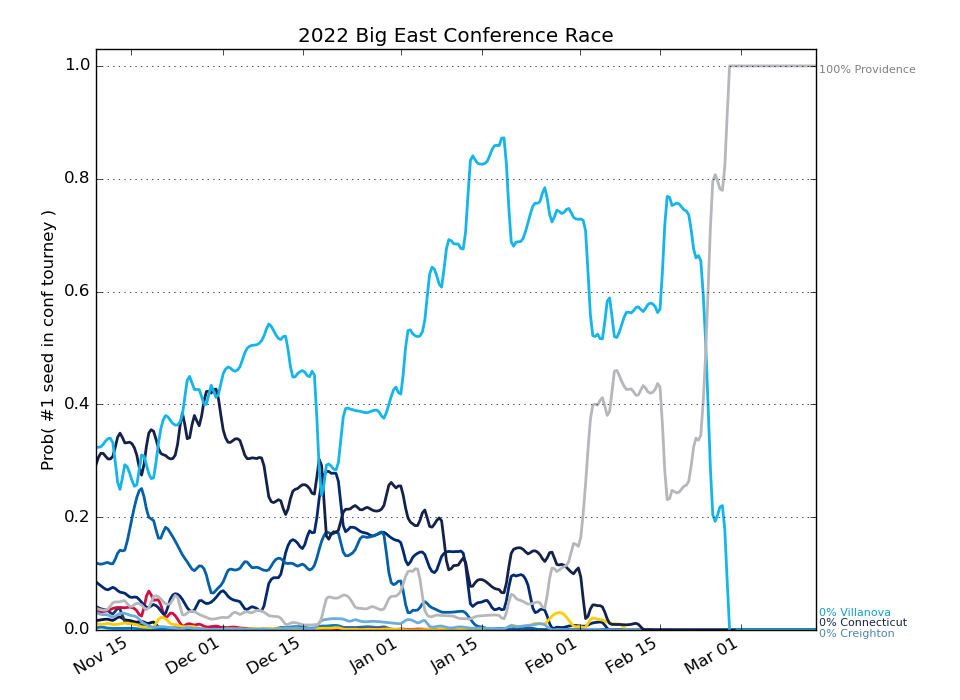 2022 Big East Conference Race
Prob( #1 seed in conf tourney )
1.0
0.8
0.6
0.4
0.2
0.0
Nov 15
Dec 01
Dec 15
Jan 01
Jan 15
Feb 01
Feb 15
Mar 01
100% Providence
0% Villanova
0% Connecticut
0% Creighton